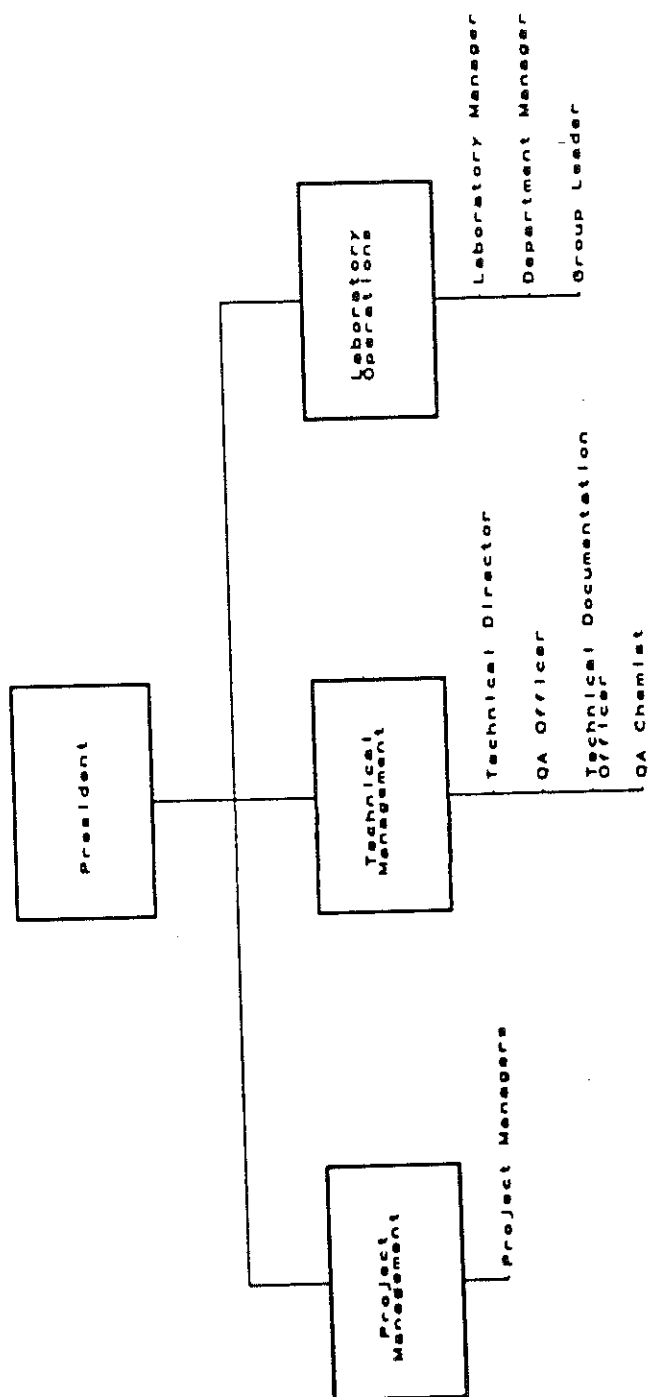 President
Project
Management
Technical
Management
Laboratory
Operations
Project Managers
Technical Director
QA Officer
Technical Documentation
Officer
QA Chemist
Laboratory Manager
Department Manager
Group Leader